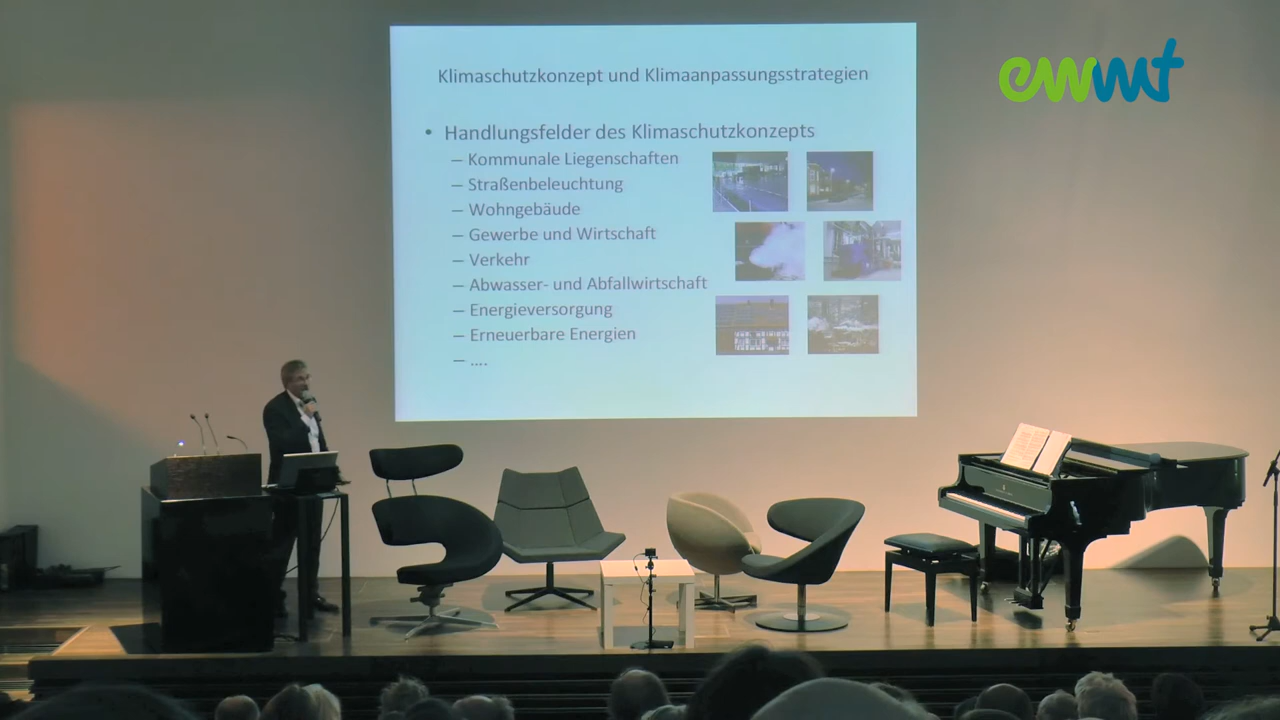 Klimaschutzkonzept und Klimaanpassungsstrategien
• Handlungsfelder des Klimaschutzkonzepts
– Kommunale Liegenschaften
– Straßenbeleuchtung
– Wohngebäude
– Gewerbe und Wirtschaft
– Verkehr
– Abwasser- und Abfallwirtschaft
– Energieversorgung
– Erneuerbare Energien
– ....